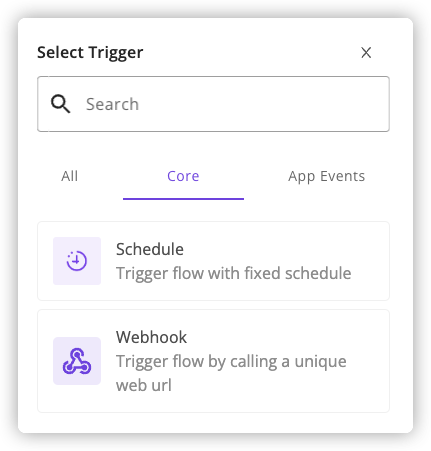 Select Trigger
Search
All
Core
App Events
Schedule
Trigger flow with fixed schedule
Webhook
Trigger flow by calling a unique
web url